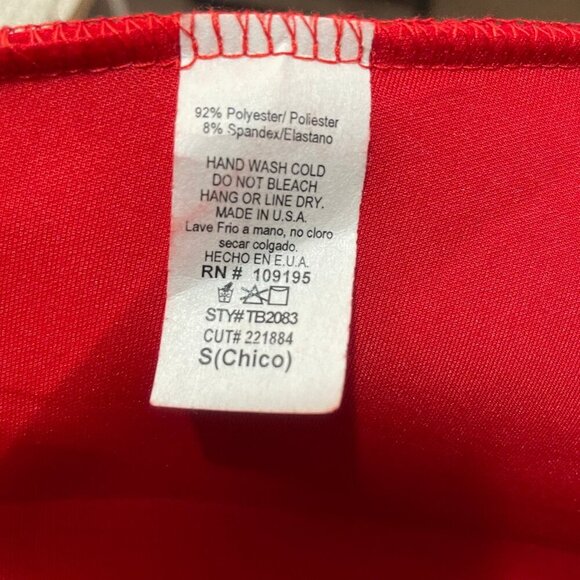 92% Polyester/ Poliester
8% Spandex/Elastano
HAND WASH COLD
DO NOT BLEACH
HANG OR LINE DRY.
MADE IN U.S.A.
Lave Frio a mano, no cloro
secar colgado.
HECHO EN E.U.A.
RN # 109195
STY#TB2083
CUT# 221884
S(Chico)